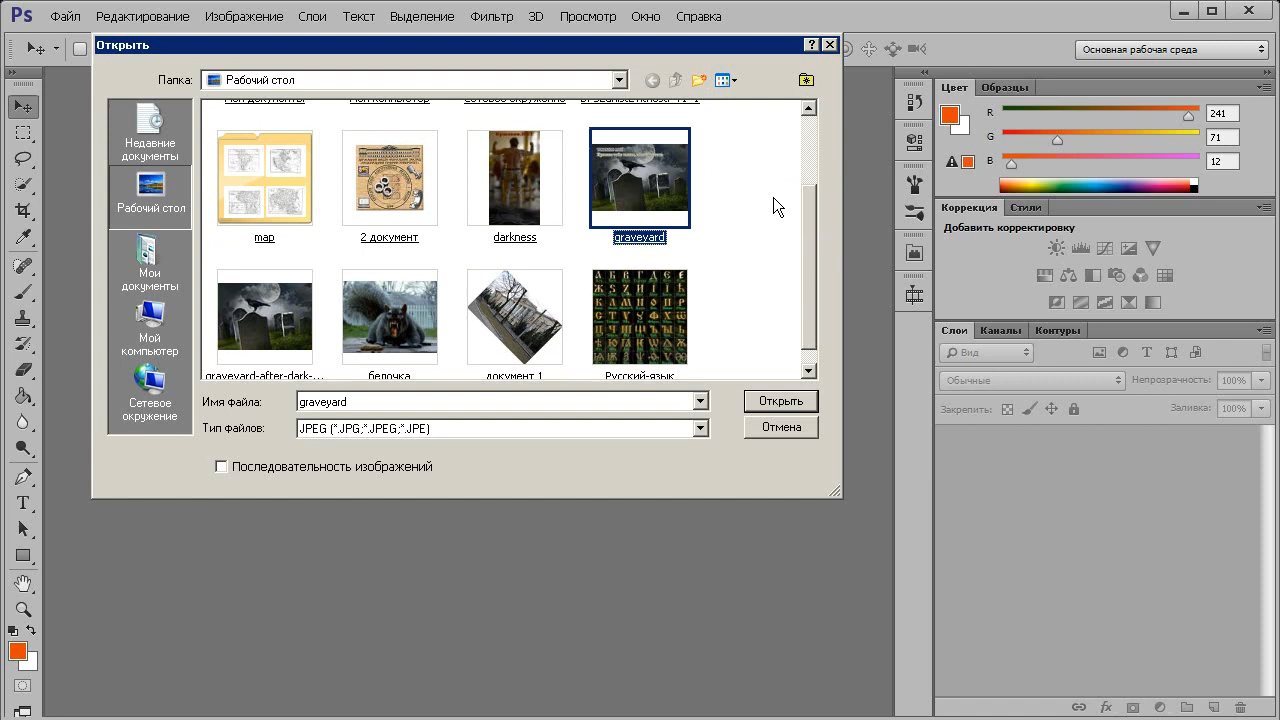 Ps Файл Редактирование Изображение Слои Текст Выделение Фильтр 3D Просмотр Окно Справка
Открыть
Основная рабочая среда
Папка: Рабочий стол
Недавние документы
Рабочий стол
Мои документы
Мой компьютер
Сетевое окружение
map
2 документ
darkness
graveyard
graveyard-after-dark-...
белочка
документ 1
Русский-язык
Имя файла: graveyard
Открыть
Тип файлов: JPEG (*.JPG;*.JPEG;*.JPE)
Отмена
Последовательность изображений
Цвет Образцы
R 241
G 71
B 12
Коррекция Стили
Добавить корректировку
Слои Каналы Контуры
Вид
Обычные Непрозрачность: 100%
Закрепить: Заливка: 100%